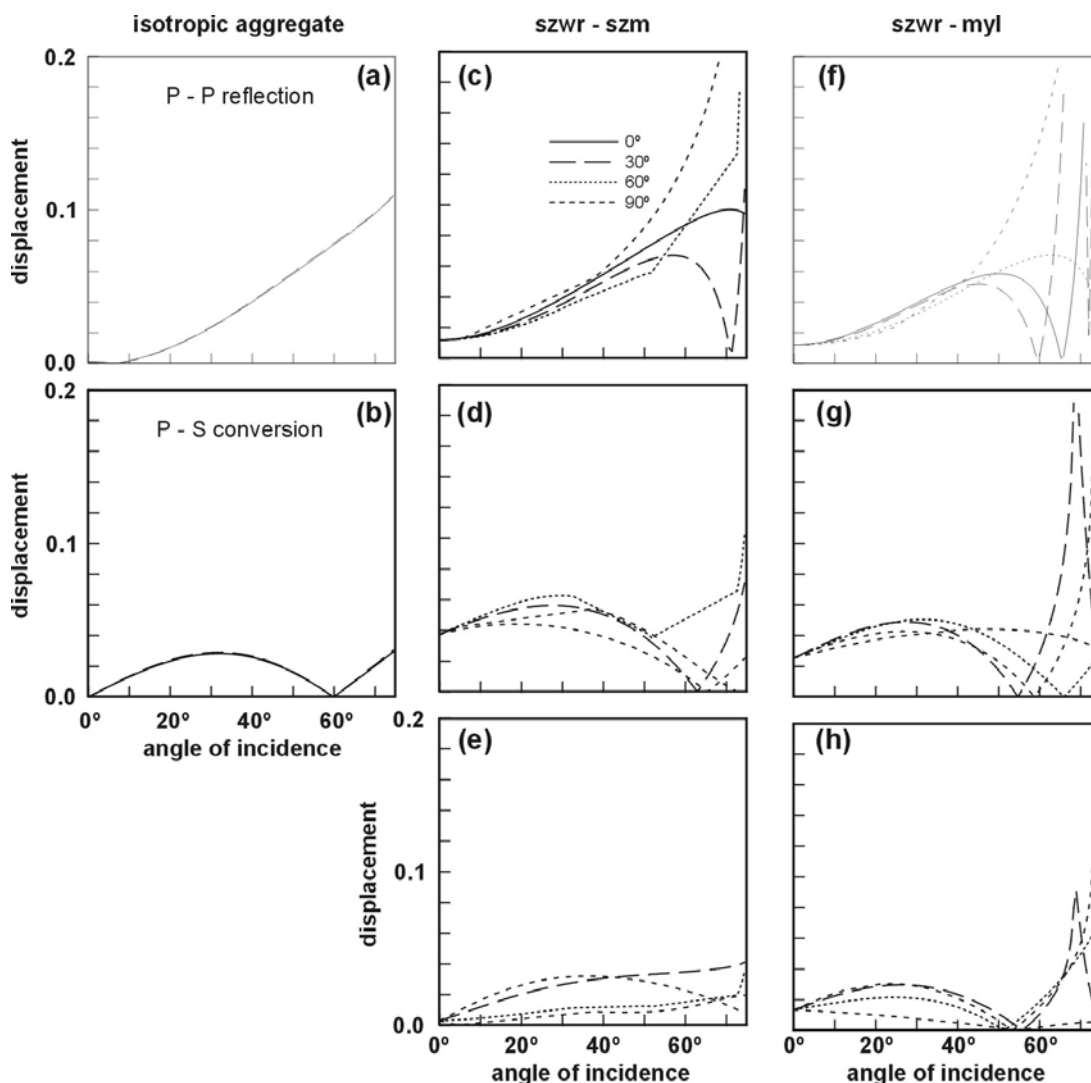 isotropic aggregate
szwr - szm
szwr - myl
(a)
P - P reflection
(c)
0º
30º
60º
90º
(f)
0.2
0.1
0.0
displacement
(b)
P - S conversion
(d)
(g)
0.2
0.1
0.0
displacement
0º
20º
40º
60º
angle of incidence
(e)
(h)
0.2
0.1
0.0
displacement
0º
20º
40º
60º
angle of incidence
0º
20º
40º
60º
angle of incidence